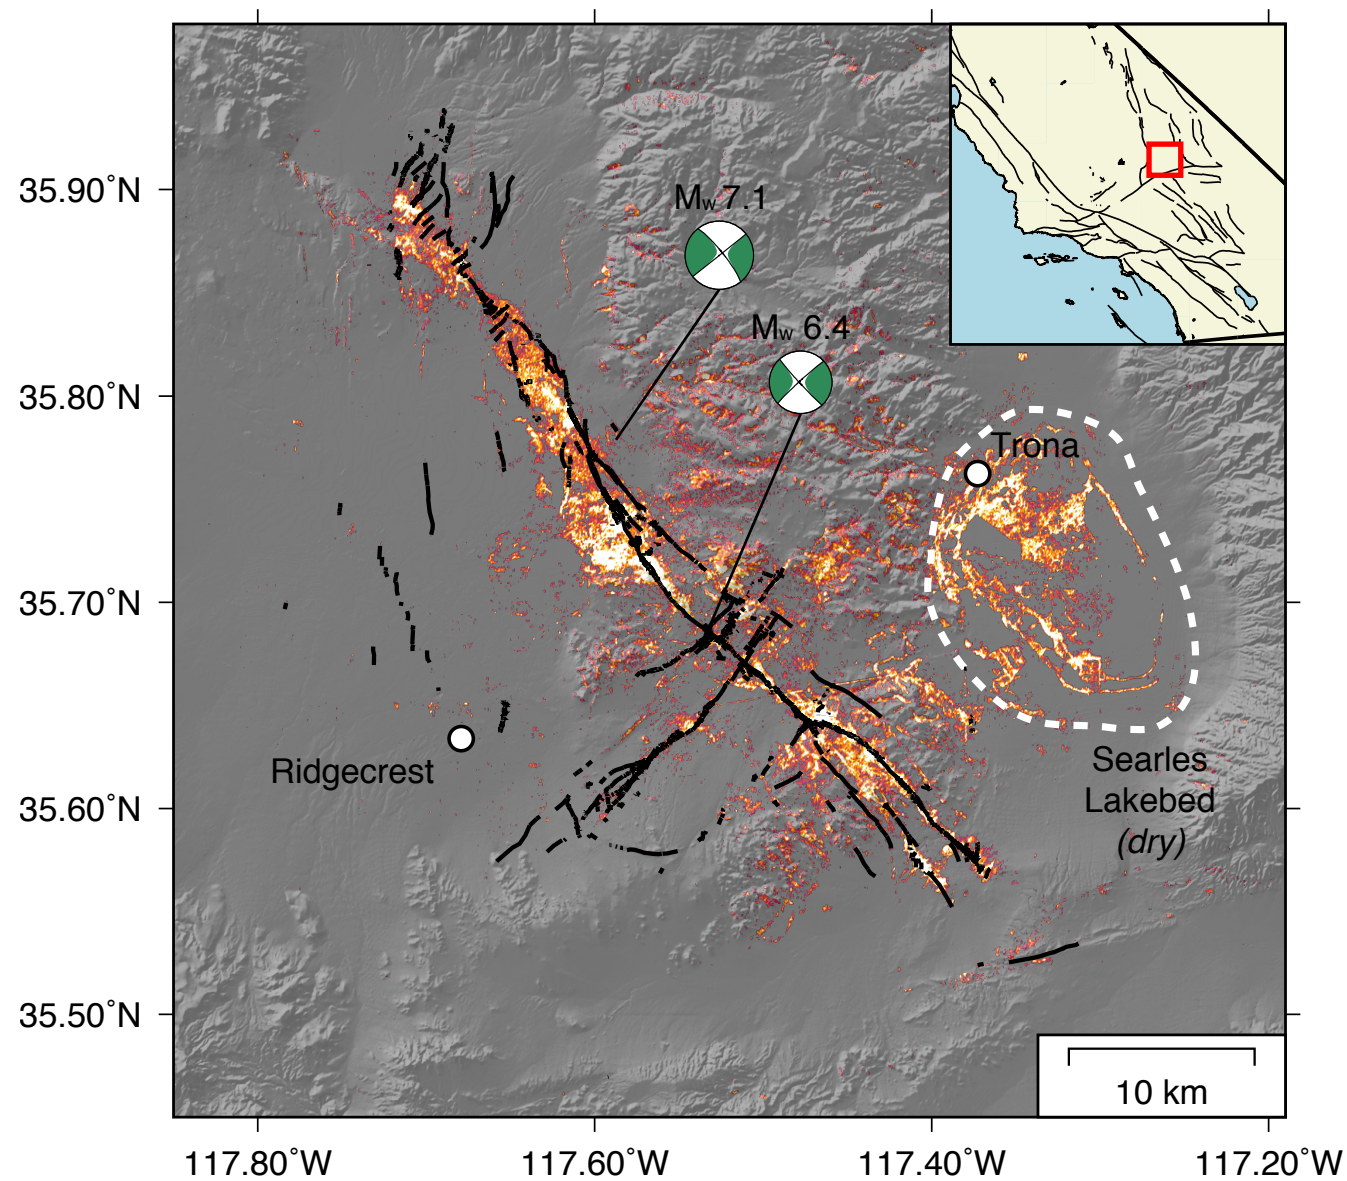 35.90°N
35.80°N
35.70°N
35.60°N
35.50°N
Mw 7.1
Mw 6.4
Trona
Ridgecrest
Searles
Lakebed
(dry)
10 km
117.80°W
117.60°W
117.40°W
117.20°W